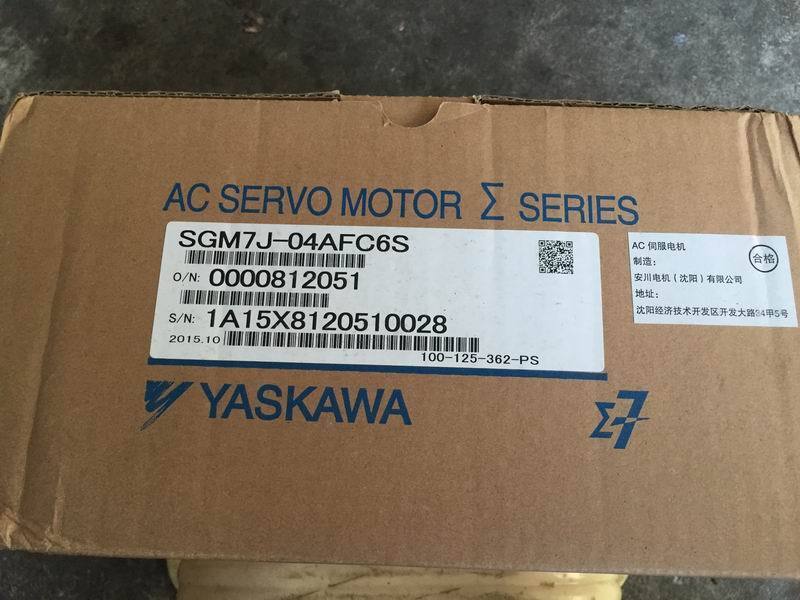 AC SERVO MOTOR Σ SERIES
SGM7J-04AFC6S
O/N: 0000812051
S/N: 1A15X8120510028
2015.10
100-125-362-PS
AC 伺服电机
制造：
安川电机（沈阳）有限公司
地址：
沈阳经济技术开发区开发大路34甲5号
合格
YASKAWA
Σ7